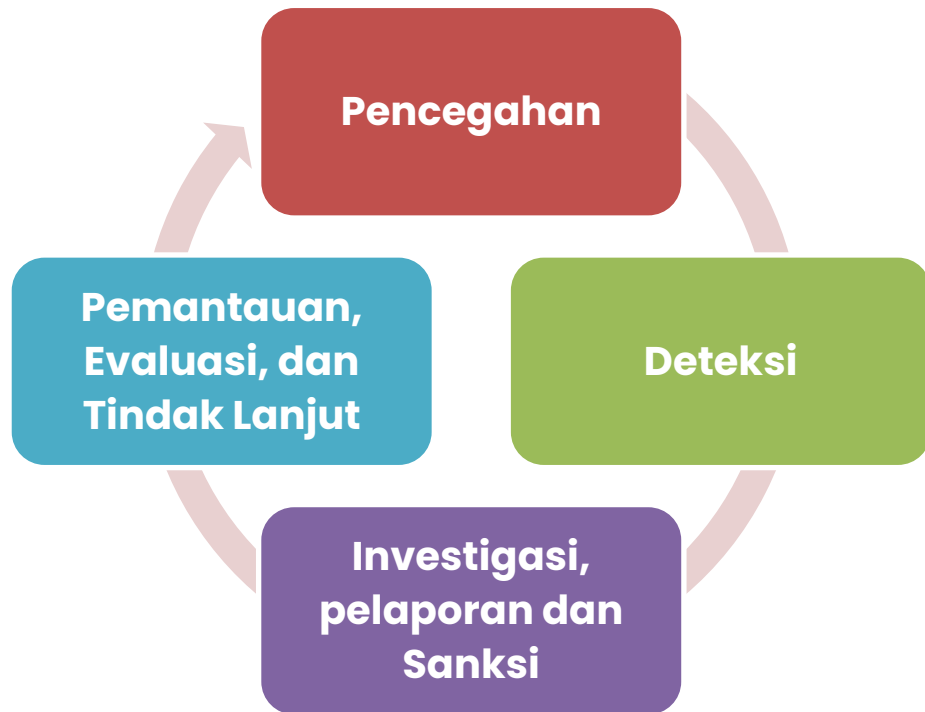 Pencegahan
Deteksi
Investigasi,
pelaporan dan
Sanksi
Pemantauan,
Evaluasi, dan
Tindak Lanjut